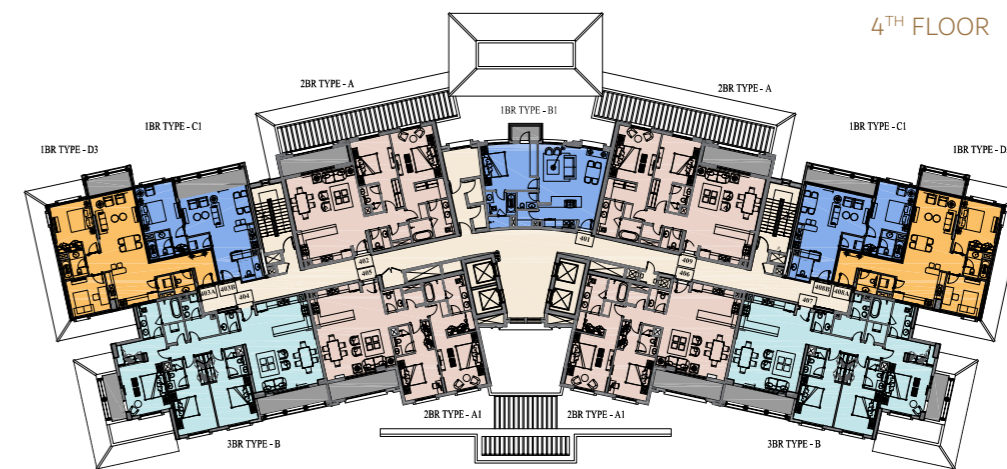 4TH FLOOR
2BR TYPE - A
2BR TYPE - A
1BR TYPE - B1
1BR TYPE - C1
1BR TYPE - C1
1BR TYPE - D3
1BR TYPE - D
401
402
409
405
406
403A
403B
404
407
408B
408A
2BR TYPE - A1
2BR TYPE - A1
3BR TYPE - B
3BR TYPE - B